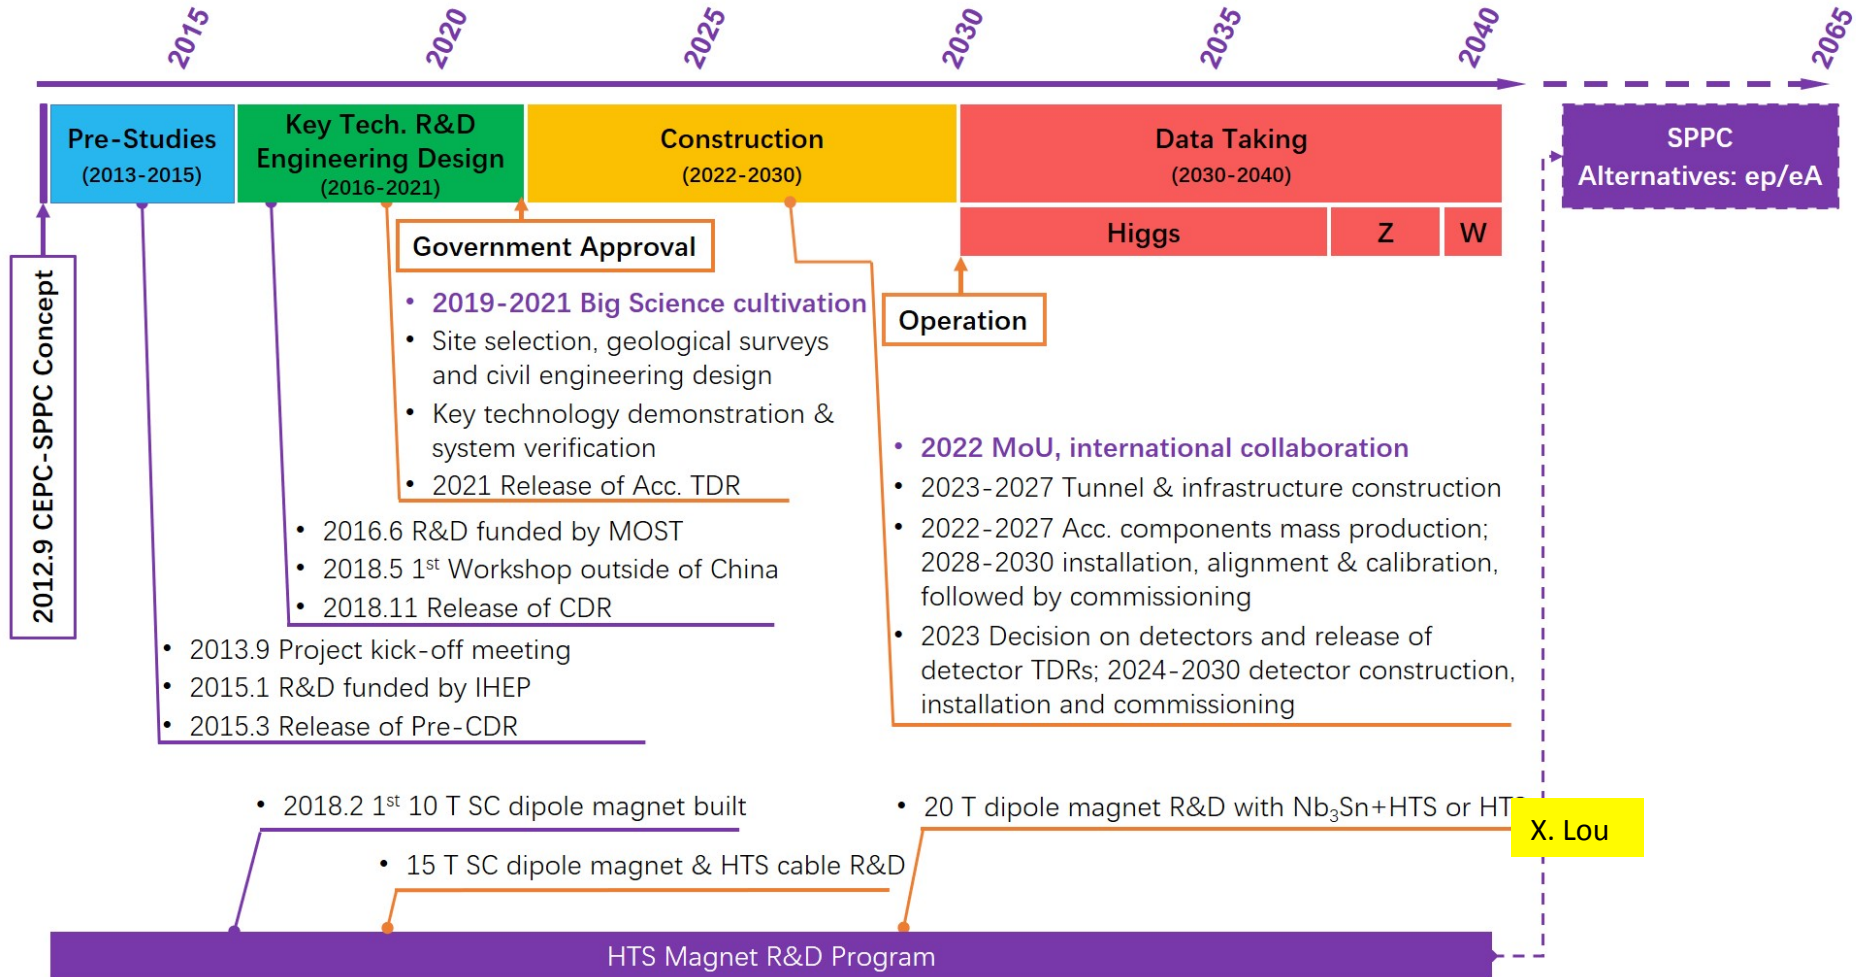 2015
2020
2025
2030
2035
2040
2065
Pre-Studies
(2013-2015)
Key Tech. R&D
Engineering Design
(2016-2021)
Construction
(2022-2030)
Data Taking
(2030-2040)
SPPC
Alternatives: ep/eA
Higgs
Z
W
2012.9 CEPC-SPPC Concept
Government Approval
Operation
• 2019-2021 Big Science cultivation
• Site selection, geological surveys
and civil engineering design
• Key technology demonstration &
system verification
• 2021 Release of Acc. TDR
• 2016.6 R&D funded by MOST
• 2018.5 1st Workshop outside of China
• 2018.11 Release of CDR
• 2013.9 Project kick-off meeting
• 2015.1 R&D funded by IHEP
• 2015.3 Release of Pre-CDR
• 2022 MoU, international collaboration
• 2023-2027 Tunnel & infrastructure construction
• 2022-2027 Acc. components mass production;
2028-2030 installation, alignment & calibration,
followed by commissioning
• 2023 Decision on detectors and release of
detector TDRs; 2024-2030 detector construction,
installation and commissioning
• 2018.2 1st 10 T SC dipole magnet built
• 15 T SC dipole magnet & HTS cable R&D
• 20 T dipole magnet R&D with Nb3Sn+HTS or HTS
X. Lou
HTS Magnet R&D Program